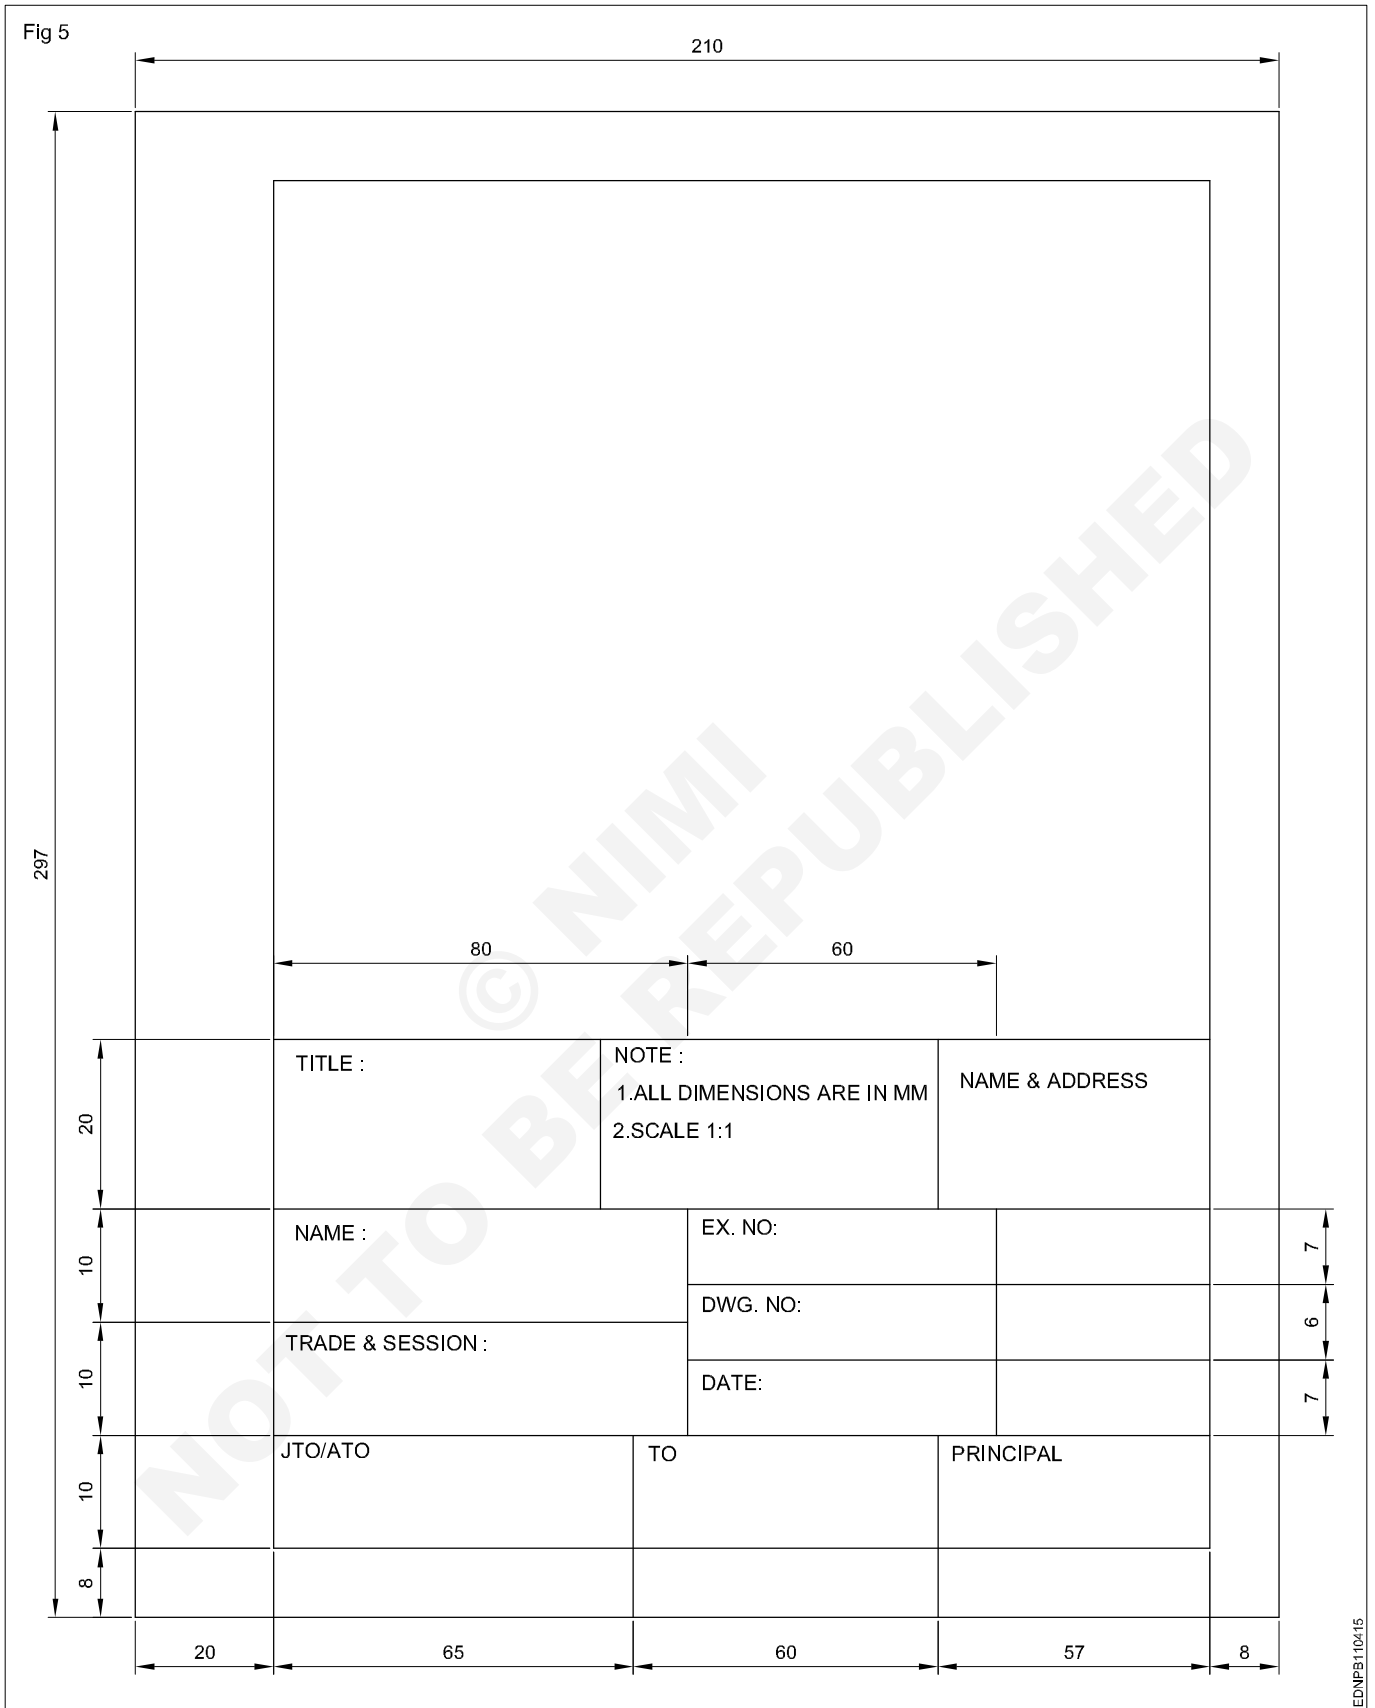 Fig 5
210
297
80
60
TITLE :
NOTE :
1.ALL DIMENSIONS ARE IN MM
2.SCALE 1:1
NAME & ADDRESS
20
NAME :
EX. NO:
10
7
DWG. NO:
6
TRADE & SESSION :
10
DATE:
7
JTO/ATO
TO
PRINCIPAL
10
8
20
65
60
57
8
EDNPB110415
© NIMI
NOT TO BE REPUBLISHED